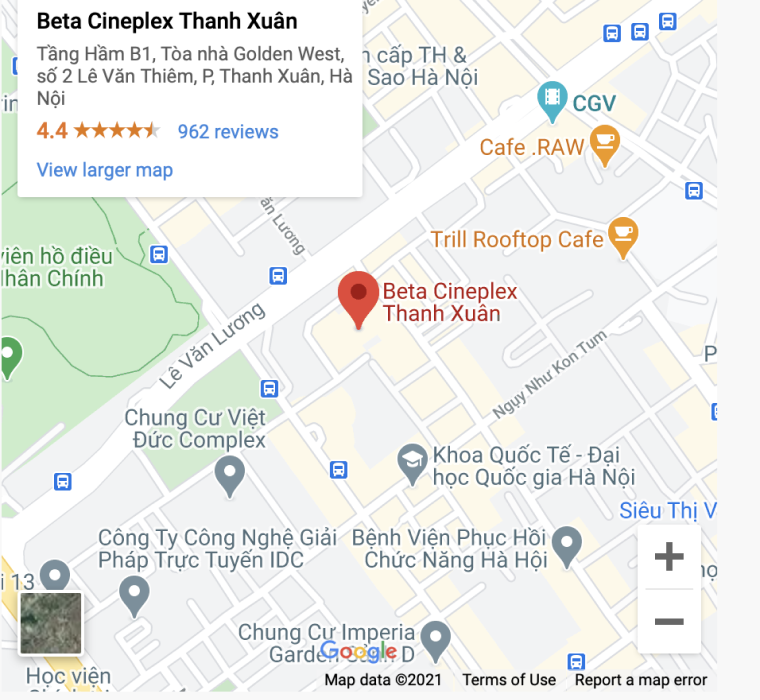 Beta Cineplex Thanh Xuân
Tầng Hầm B1, Tòa nhà Golden West,
số 2 Lê Văn Thiêm, P, Thanh Xuân, Hà
Nội
4.4 962 reviews
View larger map
cấp TH &
Sao Hà Nội
CGV
Cafe .RAW
Văn Lương
Trill Rooftop Cafe
viên hồ điều
Nhân Chính
Beta Cineplex
Thanh Xuân
Lê Văn Lương
Ngụy Như Kon Tum
P
Chung Cư Việt
Đức Complex
Khoa Quốc Tế - Đại
học Quốc gia Hà Nội
Siêu Thị V
Công Ty Công Nghệ Giải
Pháp Trực Tuyến IDC
Bệnh Viện Phục Hồi
Chức Năng Hà Hội
13
Chung Cư Imperia
Garden
D
Google
Học viện
Map data ©2021 Terms of Use Report a map error